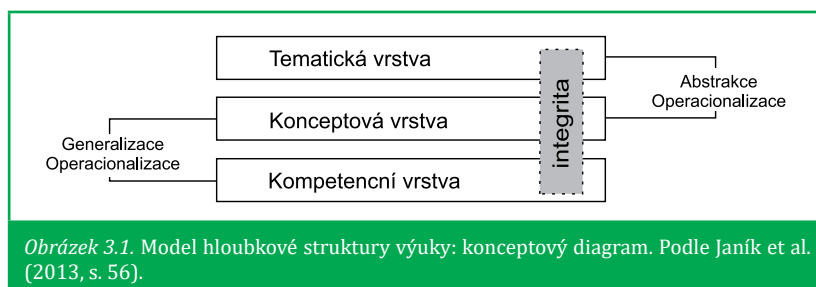 Tematická vrstva
Konceptová vrstva
Kompetencní vrstva
integrita
Abstrakce
Operacionalizace
Generalizace
Operacionalizace
Obrázek 3.1. Model hloubkové struktury výuky: konceptový diagram. Podle Janík et al.
(2013, s. 56).